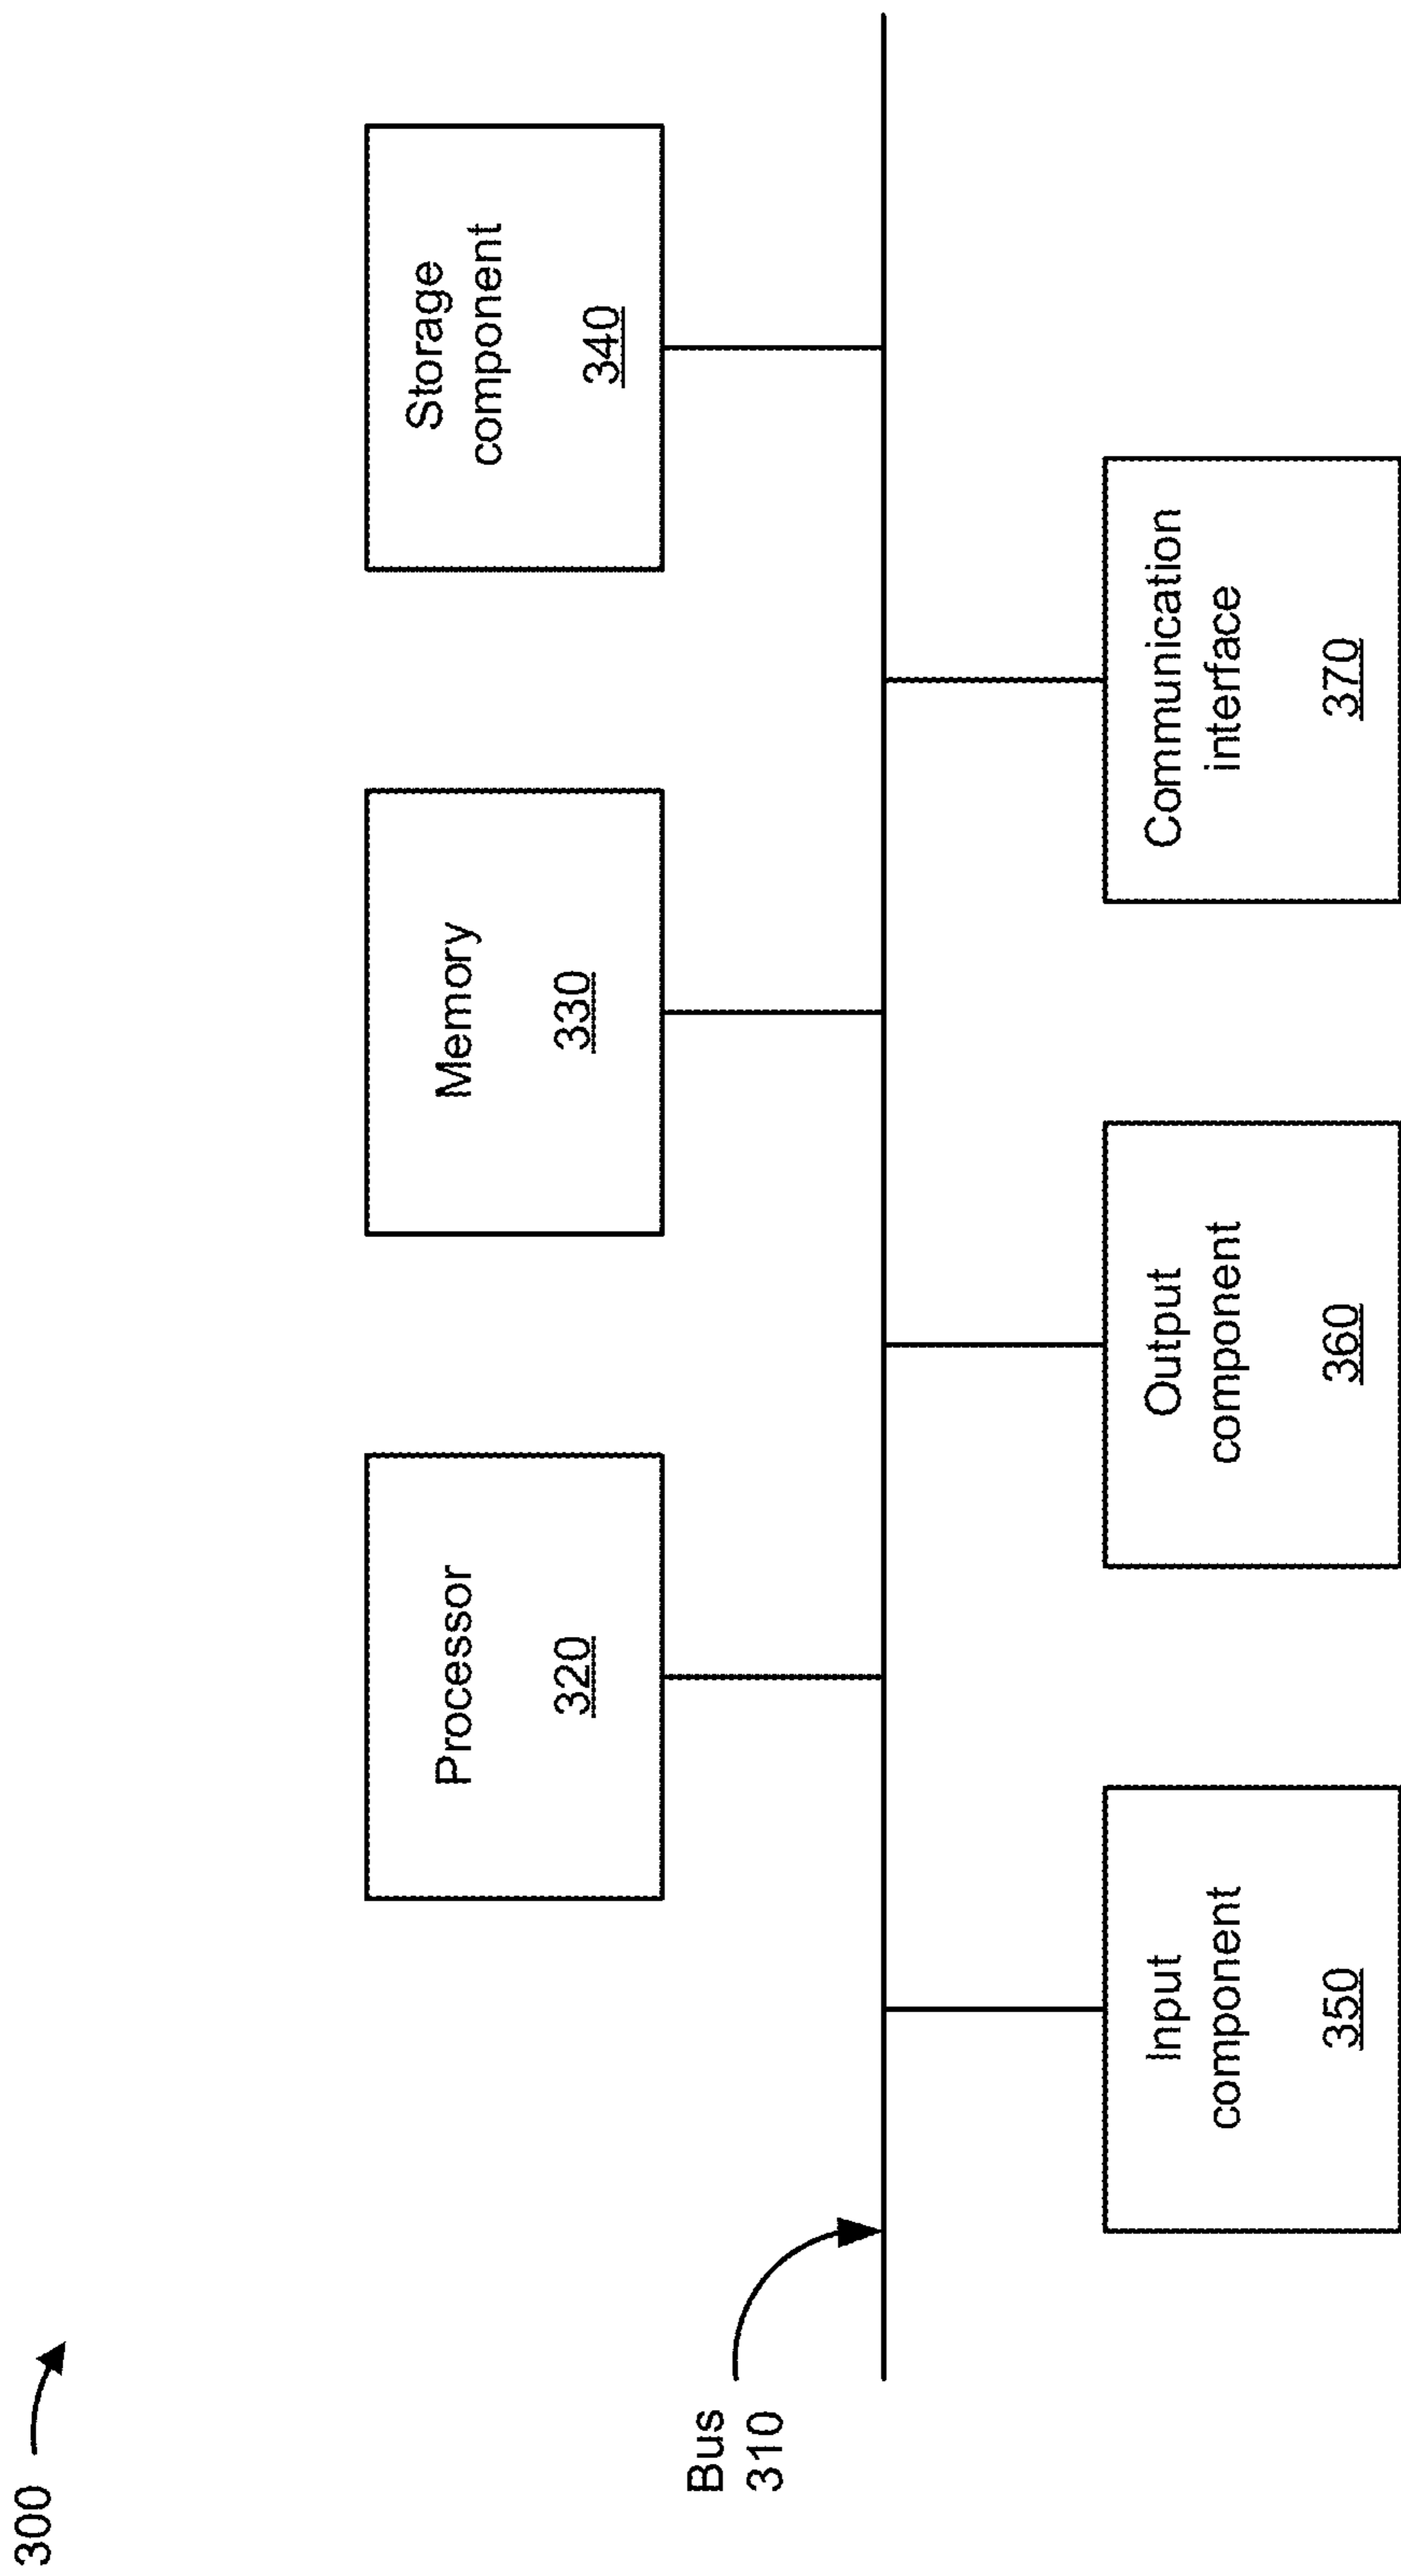 300
Processor
320
Memory
330
Storage
component
340
Bus
310
Input
component
350
Output
component
360
Communication
interface
370